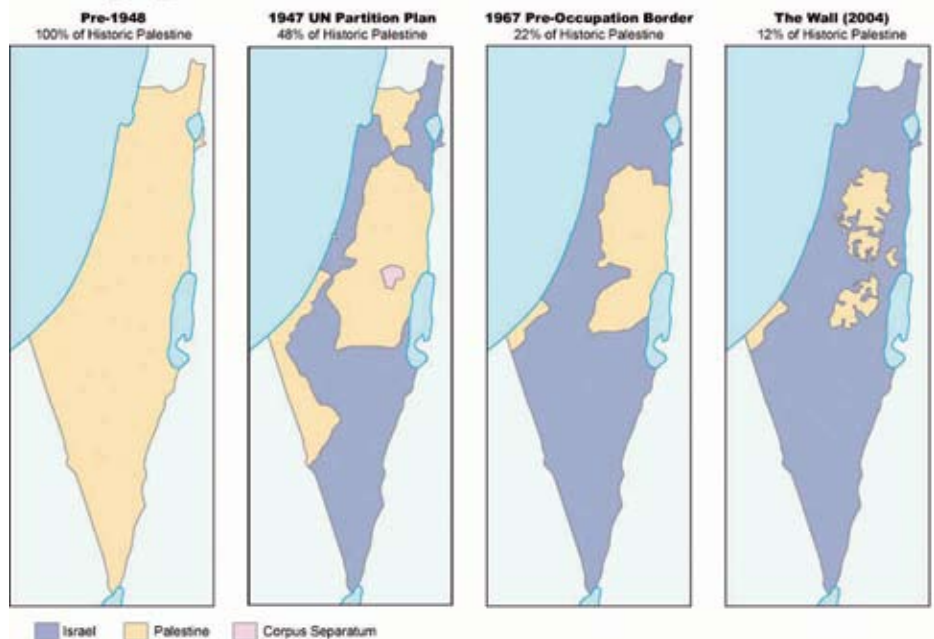 Pre-1948
100% of Historic Palestine
1947 UN Partition Plan
48% of Historic Palestine
1967 Pre-Occupation Border
22% of Historic Palestine
The Wall (2004)
12% of Historic Palestine
Israel
Palestine
Corpus Separatum